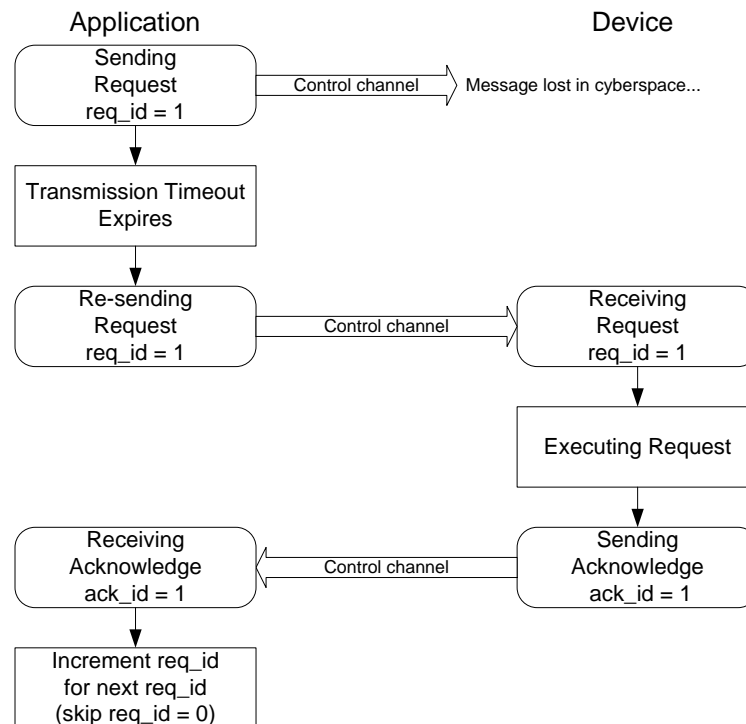 Application
Device
Sending
Request
req_id = 1
Control channel
Message lost in cyberspace...
Transmission Timeout
Expires
Re-sending
Request
req_id = 1
Control channel
Receiving
Request
req_id = 1
Executing Request
Receiving
Acknowledge
ack_id = 1
Control channel
Sending
Acknowledge
ack_id = 1
Increment req_id
for next req_id
(skip req_id = 0)